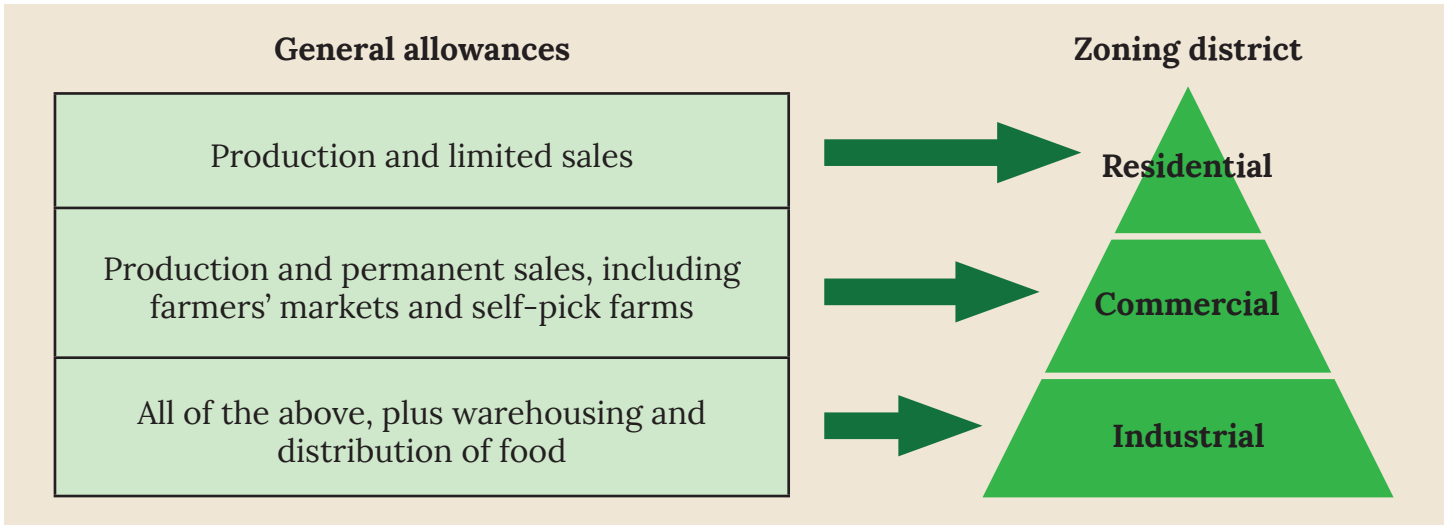 General allowances
Zoning district
Production and limited sales
Residential
Production and permanent sales, including
farmers’ markets and self-pick farms
Commercial
All of the above, plus warehousing and
distribution of food
Industrial